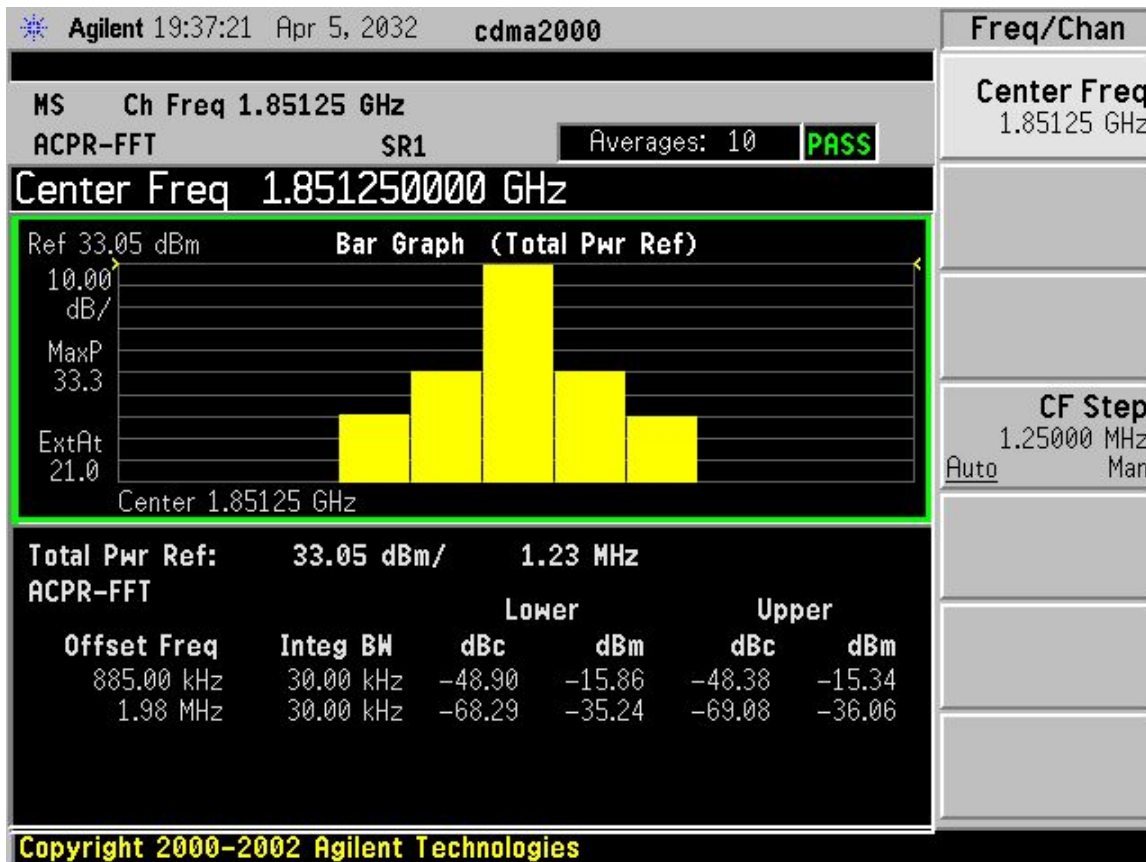 Agilent 19:37:21 Apr 5, 2032 cdma2000 Freq/Chan
MS Ch Freq 1.85125 GHz
ACPR-FFT SR1 Averages: 10 PASS
Center Freq 1.851250000 GHz
Ref 33.05 dBm Bar Graph (Total Pwr Ref)
10.00
dB/
MaxP
33.3
ExtAt
21.0
Center 1.85125 GHz
Total Pwr Ref: 33.05 dBm/ 1.23 MHz
ACPR-FFT
Lower Upper
Offset Freq Integ BW dBc dBm dBc dBm
885.00 kHz 30.00 kHz -48.90 -15.86 -48.38 -15.34
1.98 MHz 30.00 kHz -68.29 -35.24 -69.08 -36.06
Copyright 2000-2002 Agilent Technologies
Center Freq
1.85125 GHz
CF Step
1.25000 MHz
Auto Man